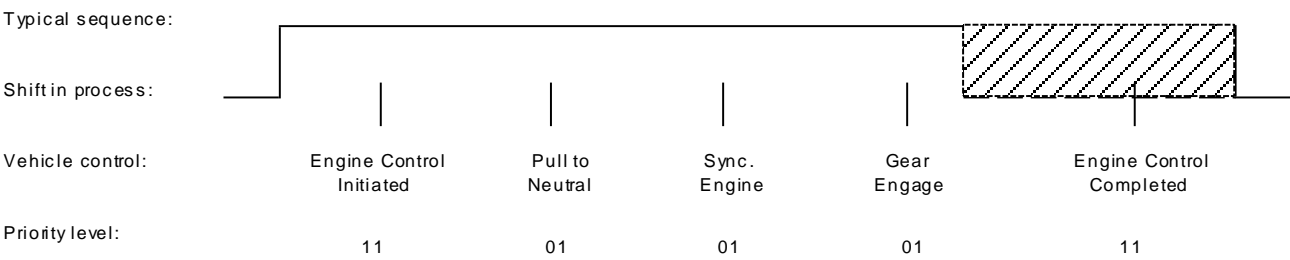 Typical sequence:
Shift in process:
Vehicle control: Engine Control Pull to Sync. Gear Engine Control
Initiated Neutral Engine Engage Completed
Priority level: 11 01 01 01 11